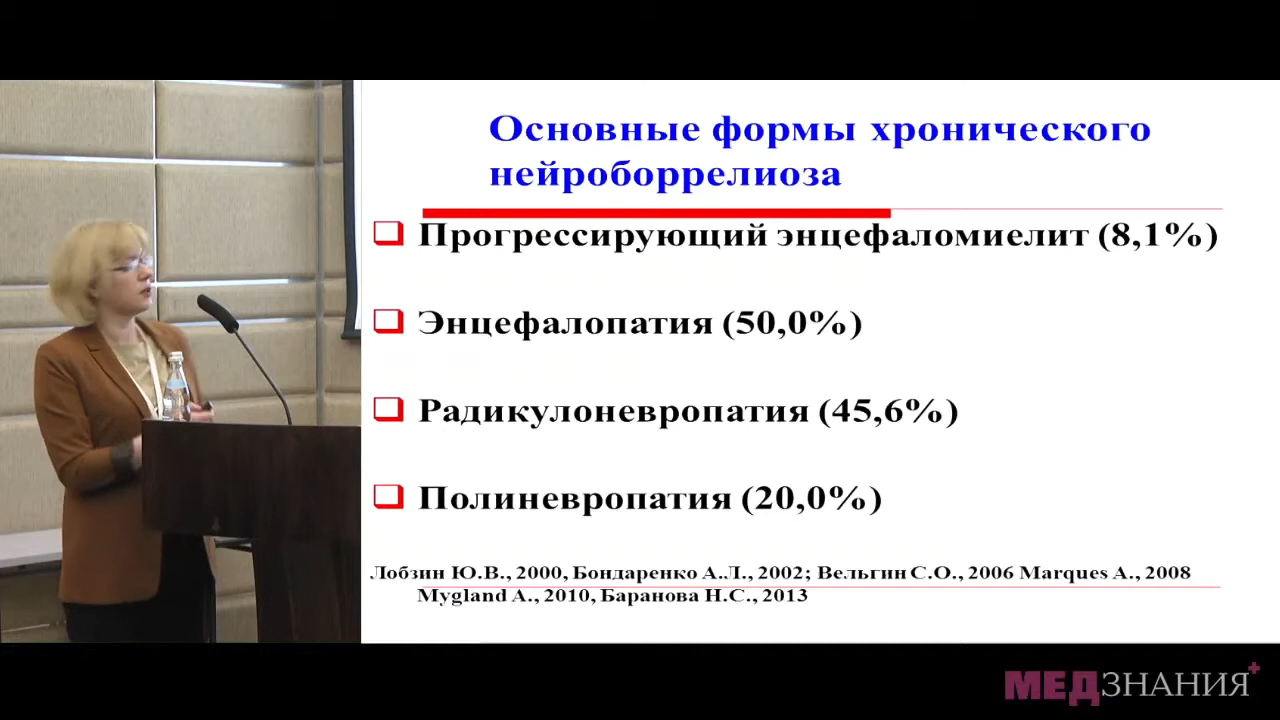 Основные формы хронического
нейроборрелиоза
Прогрессирующий энцефаломиелит (8,1%)
Энцефалопатия (50,0%)
Радикулоневропатия (45,6%)
Полиневропатия (20,0%)
Лобзин Ю.В., 2000, Бондаренко А.Л., 2002; Вельгин С.О., 2006 Marques A., 2008
Mygland A., 2010, Баранова Н.С., 2013
МЕДЗНАНИЯ+